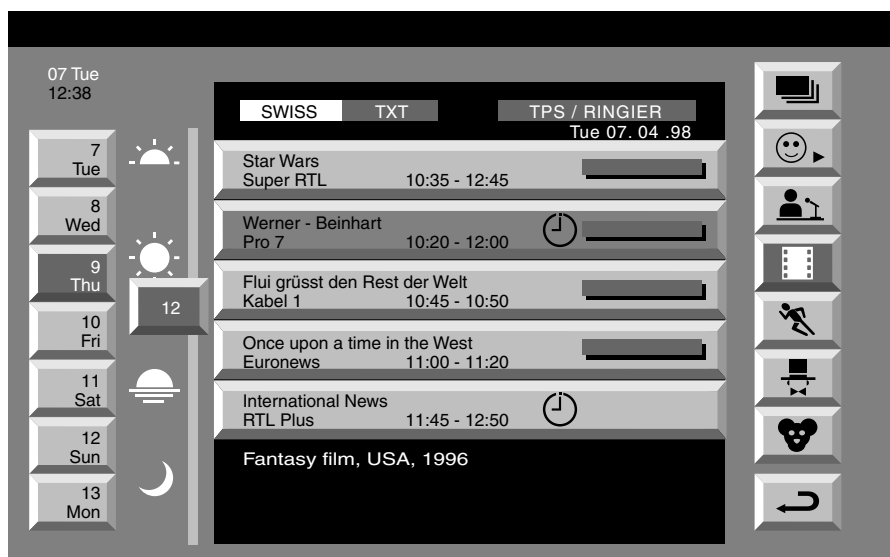 07 Tue
12:38
SWISS TXT TPS / RINGIER
Tue 07. 04 .98
7
Tue
8
Wed
9
Thu
10
Fri
11
Sat
12
Sun
13
Mon
12
Star Wars
Super RTL 10:35 - 12:45
Werner - Beinhart
Pro 7 10:20 - 12:00
Flui grüsst den Rest der Welt
Kabel 1 10:45 - 10:50
Once upon a time in the West
Euronews 11:00 - 11:20
International News
RTL Plus 11:45 - 12:50
Fantasy film, USA, 1996